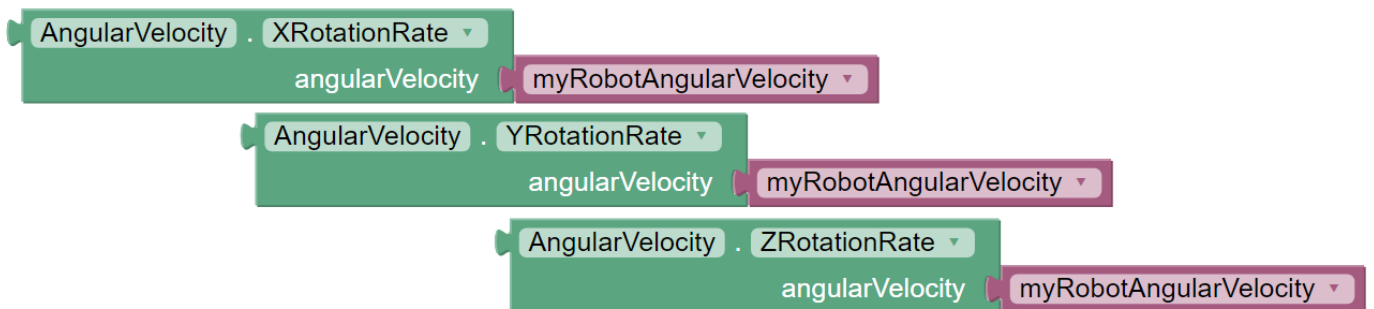 AngularVelocity . XRotationRate
angularVelocity myRobotAngularVelocity
AngularVelocity . YRotationRate
angularVelocity myRobotAngularVelocity
AngularVelocity . ZRotationRate
angularVelocity myRobotAngularVelocity